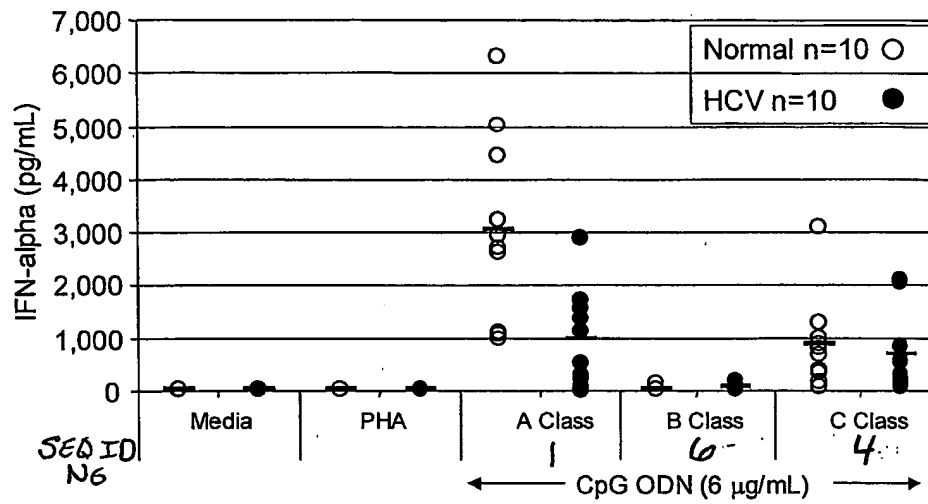 7,000
6,000
5,000
4,000
3,000
2,000
1,000
0
IFN-alpha (pg/mL)
Normal n=10
HCV n=10
Media PHA A Class B Class C Class
SEQ ID 1 6 4
No
CpG ODN (6 µg/mL)